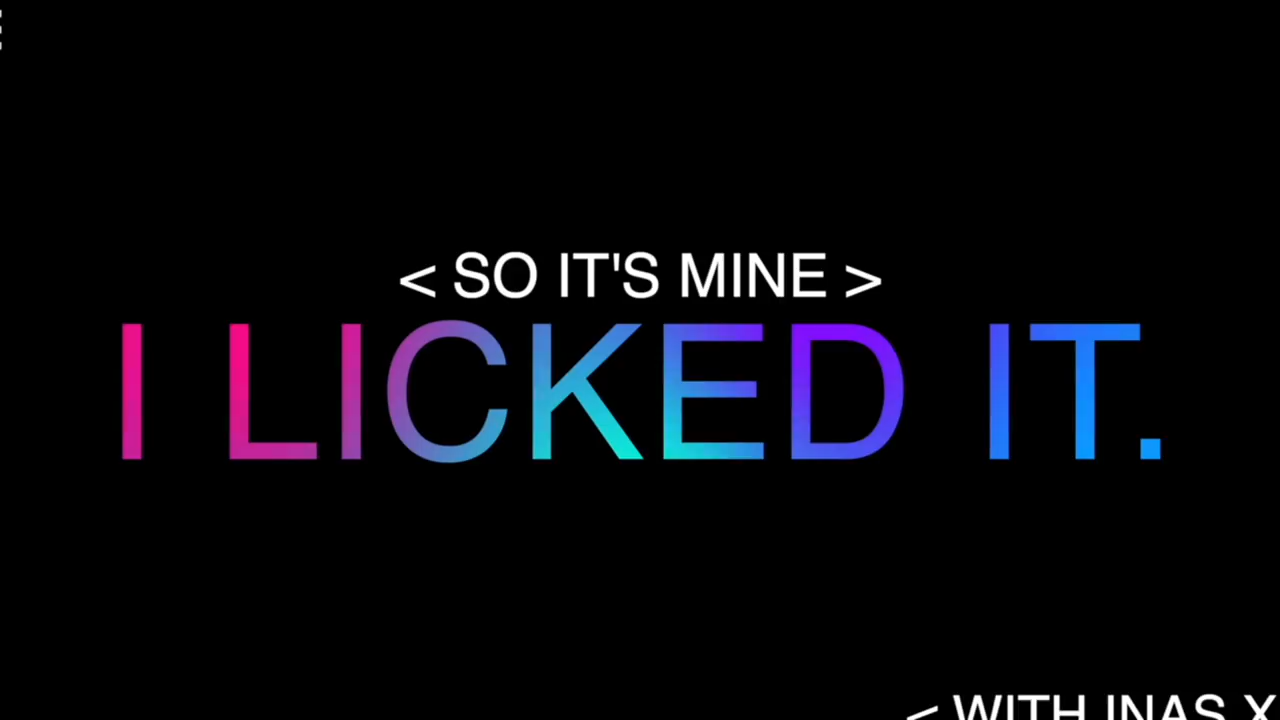 < SO IT'S MINE >
I LICKED IT.
< WITH INAS X